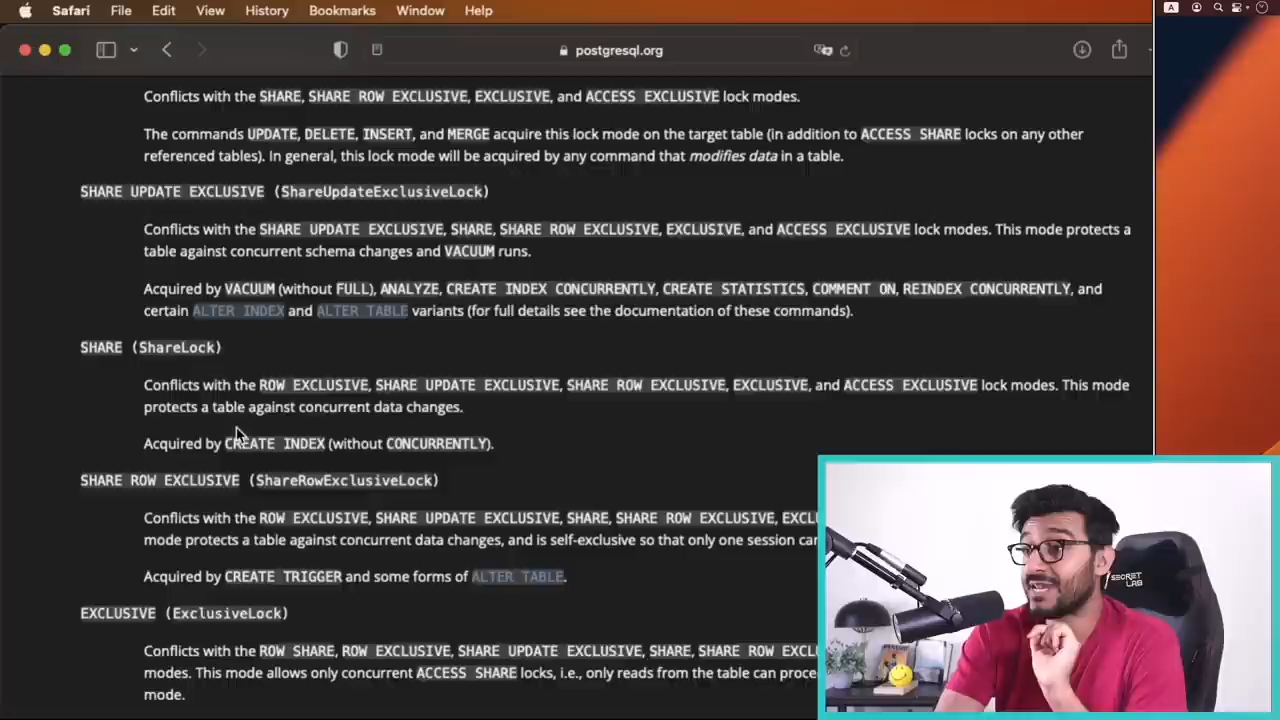 Safari File Edit View History Bookmarks Window Help
A
postgresql.org
Conflicts with the SHARE, SHARE ROW EXCLUSIVE, EXCLUSIVE, and ACCESS EXCLUSIVE lock modes.
The commands UPDATE, DELETE, INSERT, and MERGE acquire this lock mode on the target table (in addition to ACCESS SHARE locks on any other
referenced tables). In general, this lock mode will be acquired by any command that modifies data in a table.
SHARE UPDATE EXCLUSIVE (ShareUpdateExclusiveLock)
Conflicts with the SHARE UPDATE EXCLUSIVE, SHARE, SHARE ROW EXCLUSIVE, EXCLUSIVE, and ACCESS EXCLUSIVE lock modes. This mode protects a
table against concurrent schema changes and VACUUM runs.
Acquired by VACUUM (without FULL), ANALYZE, CREATE INDEX CONCURRENTLY, CREATE STATISTICS, COMMENT ON, REINDEX CONCURRENTLY, and
certain ALTER INDEX and ALTER TABLE variants (for full details see the documentation of these commands).
SHARE (ShareLock)
Conflicts with the ROW EXCLUSIVE, SHARE UPDATE EXCLUSIVE, SHARE ROW EXCLUSIVE, EXCLUSIVE, and ACCESS EXCLUSIVE lock modes. This mode
protects a table against concurrent data changes.
Acquired by CREATE INDEX (without CONCURRENTLY).
SHARE ROW EXCLUSIVE (ShareRowExclusiveLock)
Conflicts with the ROW EXCLUSIVE, SHARE UPDATE EXCLUSIVE, SHARE, SHARE ROW EXCLUSIVE, EXCL
mode protects a table against concurrent data changes, and is self-exclusive so that only one session can
Acquired by CREATE TRIGGER and some forms of ALTER TABLE.
EXCLUSIVE (ExclusiveLock)
Conflicts with the ROW SHARE, ROW EXCLUSIVE, SHARE UPDATE EXCLUSIVE, SHARE, SHARE ROW EXCL
modes. This mode allows only concurrent ACCESS SHARE locks, i.e., only reads from the table can proce
mode.
SECRET
LAB